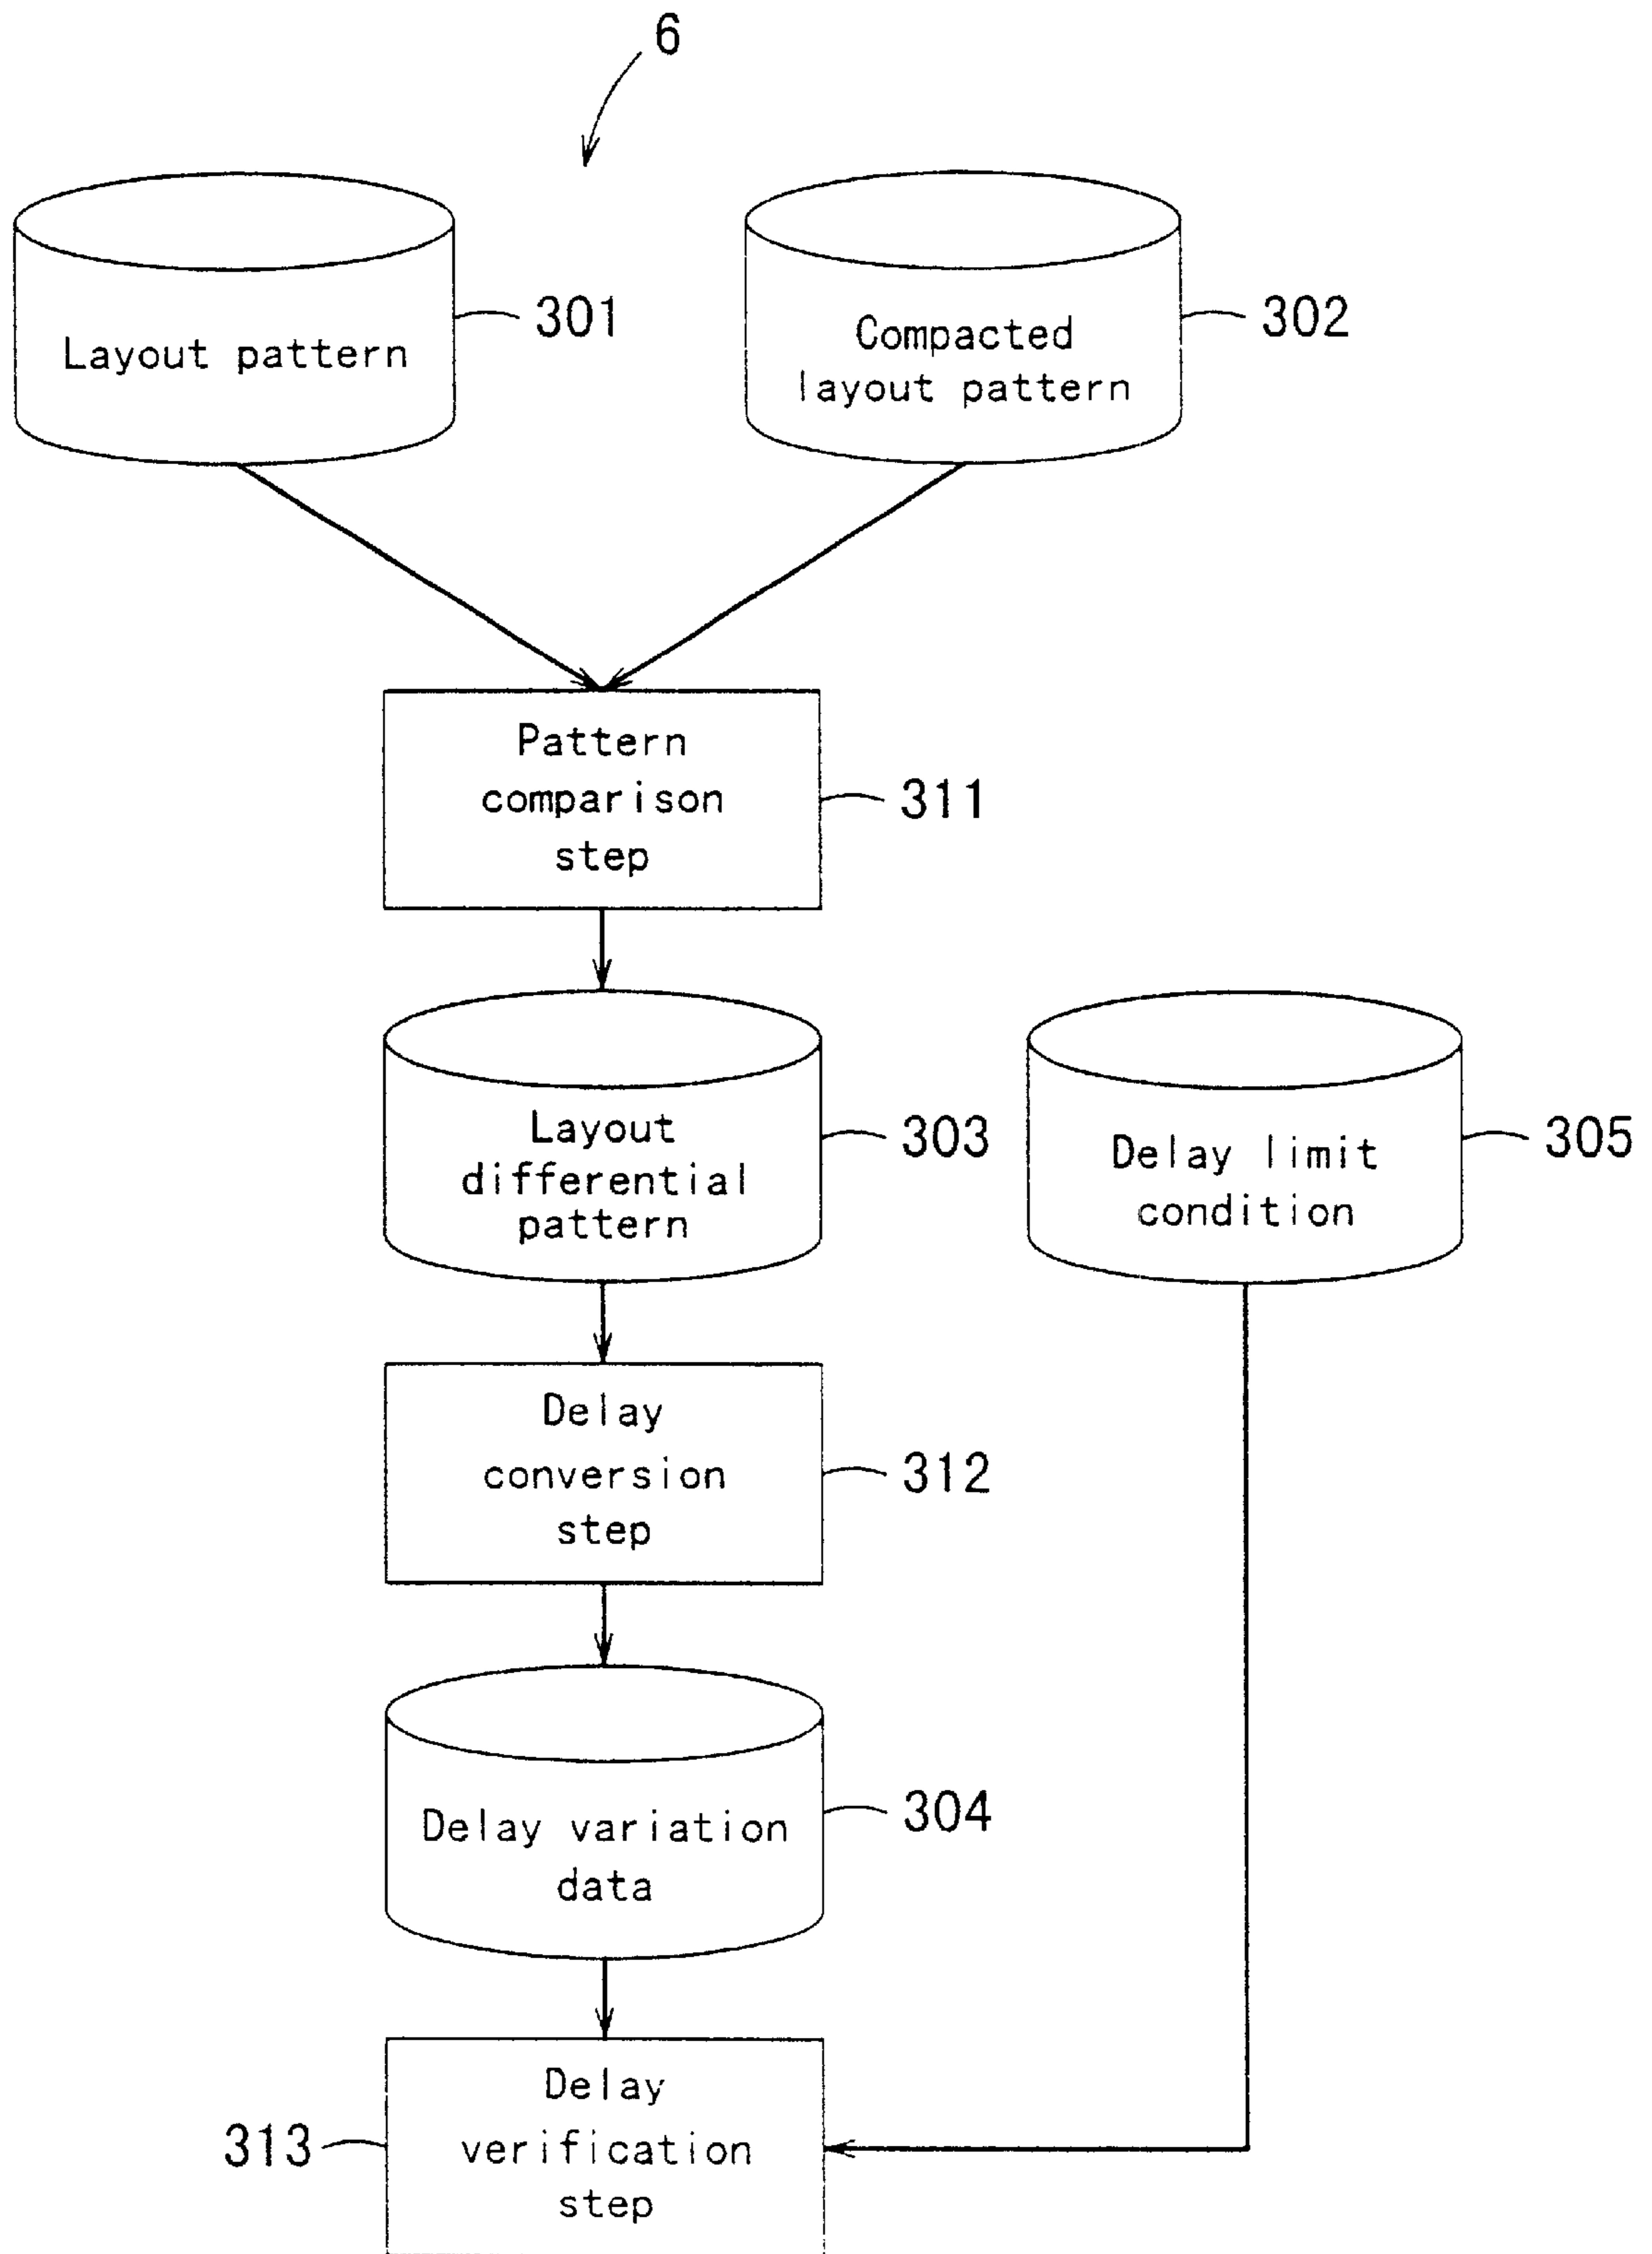 6
Layout pattern
301
Compacted
layout pattern
302
Pattern
comparison
step
311
Layout
differential
pattern
303
Delay limit
condition
305
Delay
conversion
step
312
Delay variation
data
304
Delay
verification
step
313